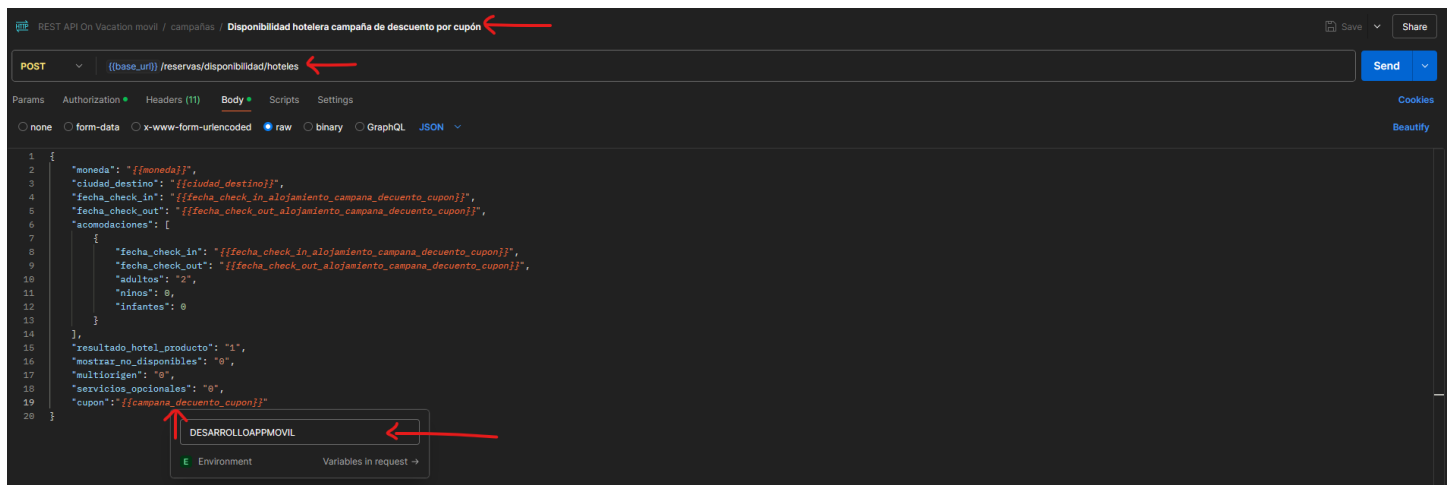 HTTP REST API On Vacation movil / campañas / Disponibilidad hotelera campaña de descuento por cupón Save Share
POST {{base_url}} /reservas/disponibilidad/hoteles Send
Params Authorization Headers (11) Body Scripts Settings Cookies
none form-data x-www-form-urlencoded raw binary GraphQL JSON Beautify
1 {
2 "moneda": "{{moneda}}",
3 "ciudad_destino": "{{ciudad_destino}}",
4 "fecha_check_in": "{{fecha_check_in_alojamiento_campana_decuento_cupon}}",
5 "fecha_check_out": "{{fecha_check_out_alojamiento_campana_decuento_cupon}}",
6 "acomodaciones": [
7 {
8 "fecha_check_in": "{{fecha_check_in_alojamiento_campana_decuento_cupon}}",
9 "fecha_check_out": "{{fecha_check_out_alojamiento_campana_decuento_cupon}}",
10 "adultos": "2",
11 "ninos": 0,
12 "infantes": 0
13 }
14 ],
15 "resultado_hotel_producto": "1",
16 "mostrar_no_disponibles": "0",
17 "multiorigen": "0",
18 "servicios_opcionales": "0",
19 "cupon":"{{campana_decuento_cupon}}"
20 }
DESARROLLOAPPMOVIL
E Environment Variables in request →